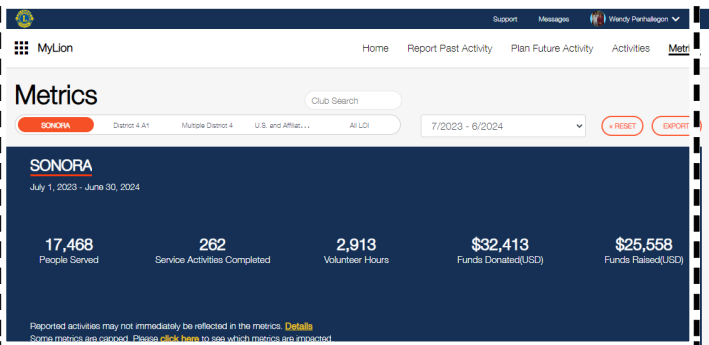 Support Messages Wendy Penhallegon
MyLion Home Report Past Activity Plan Future Activity Activities Metri
Metrics
Club Search
SONORA District 4 A1 Multiple District 4 U.S. and Affiliat... All LCI 7/2023 - 6/2024 × RESET EXPORT
SONORA
July 1, 2023 - June 30, 2024
17,468 262 2,913 $32,413 $25,558
People Served Service Activities Completed Volunteer Hours Funds Donated(USD) Funds Raised(USD)
Reported activities may not immediately be reflected in the metrics. Details
Some metrics are capped. Please click here to see which metrics are impacted.